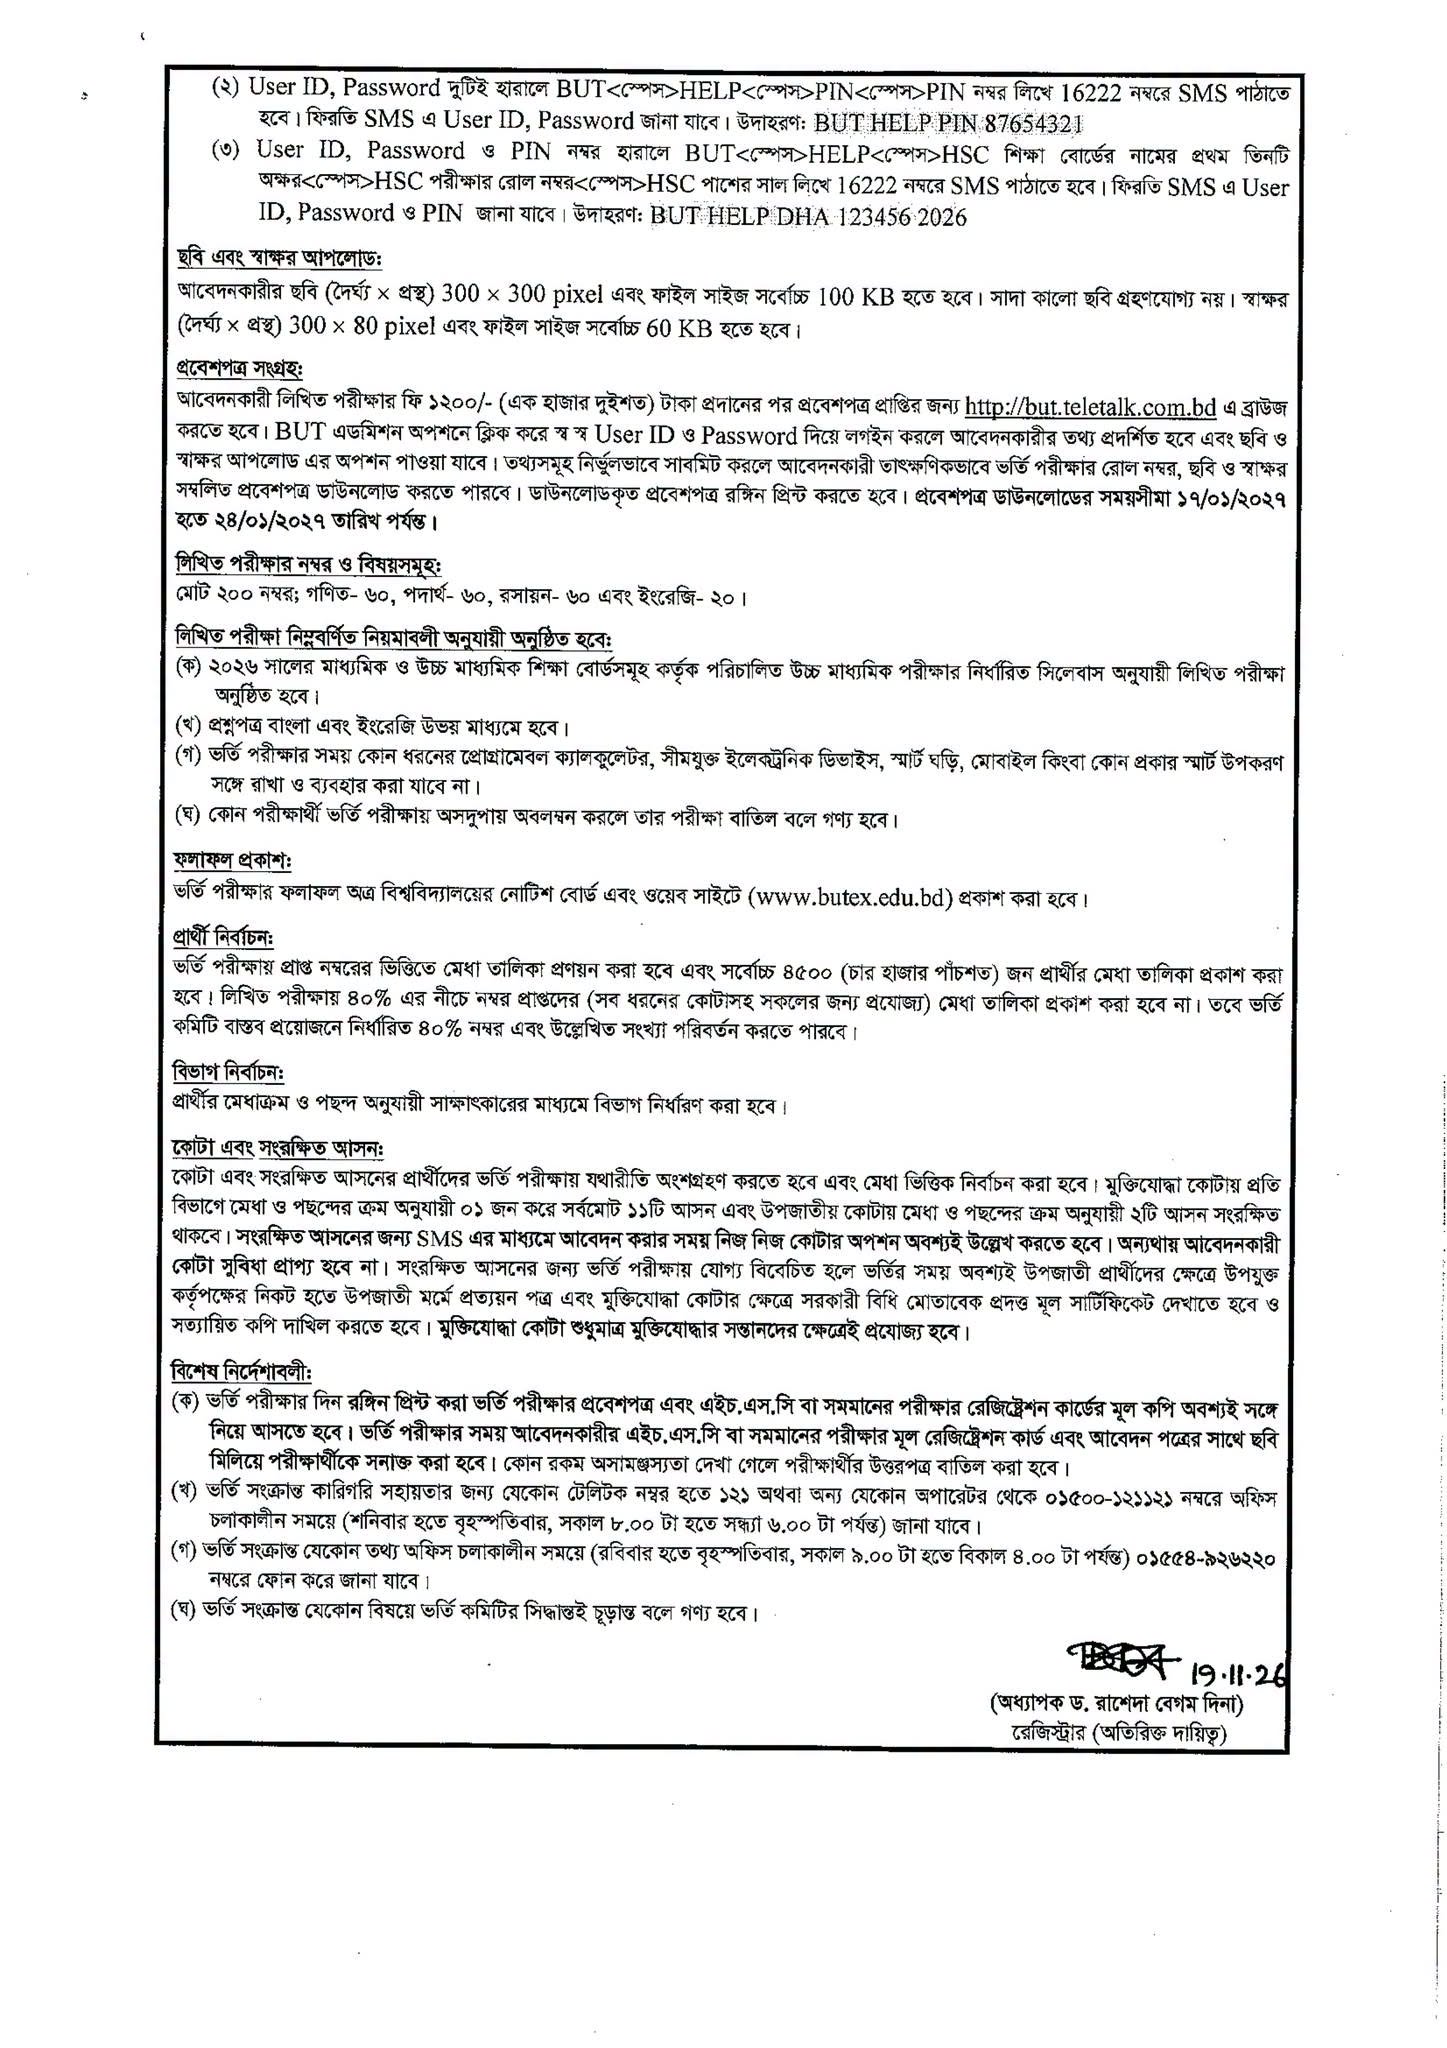 (২) User ID, Password দুটিই হারালে BUT<স্পেস>HELP<স্পেস>PIN<স্পেস>PIN নম্বর লিখে 16222 নম্বরে SMS পাঠাতে
হবে। ফিরতি SMS এ User ID, Password জানা যাবে। উদাহরণঃ BUT HELP PIN 87654321
(৩) User ID, Password ও PIN নম্বর হারালে BUT<স্পেস>HELP<স্পেস>HSC শিক্ষা বোর্ডের নামের প্রথম তিনটি
অক্ষর<স্পেস>HSC পরীক্ষার রোল নম্বর<স্পেস>HSC পাশের সাল লিখে 16222 নম্বরে SMS পাঠাতে হবে। ফিরতি SMS এ User
ID, Password ও PIN জানা যাবে। উদাহরণঃ BUT HELP DHA 123456 2026
ছবি এবং স্বাক্ষর আপলোড:
আবেদনকারীর ছবি (দৈর্ঘ্য × প্রস্থ) 300 × 300 pixel এবং ফাইল সাইজ সর্বোচ্চ 100 KB হতে হবে। সাদা কালো ছবি গ্রহণযোগ্য নয়। স্বাক্ষর
(দৈর্ঘ্য × প্রস্থ) 300 × 80 pixel এবং ফাইল সাইজ সর্বোচ্চ 60 KB হতে হবে।
প্রবেশপত্র সংগ্রহ:
আবেদনকারী লিখিত পরীক্ষার ফি ১২০০/- (এক হাজার দুইশত) টাকা প্রদানের পর প্রবেশপত্র প্রাপ্তির জন্য http://but.teletalk.com.bd এ ব্রাউজ
করতে হবে। BUT এডমিশন অপশনে ক্লিক করে স্ব স্ব User ID ও Password দিয়ে লগইন করলে আবেদনকারীর তথ্য প্রদর্শিত হবে এবং ছবি ও
স্বাক্ষর আপলোড এর অপশন পাওয়া যাবে। তথ্যসমূহ নির্ভুলভাবে সাবমিট করলে আবেদনকারী তাৎক্ষণিকভাবে ভর্তি পরীক্ষার রোল নম্বর, ছবি ও স্বাক্ষর
সম্বলিত প্রবেশপত্র ডাউনলোড করতে পারবে। ডাউনলোডকৃত প্রবেশপত্র রঙ্গিন প্রিন্ট করতে হবে। প্রবেশপত্র ডাউনলোডের সময়সীমা ১৭/০১/২০২৭
হতে ২৪/০১/২০২৭ তারিখ পর্যন্ত।
লিখিত পরীক্ষার নম্বর ও বিষয়সমূহ:
মোট ২০০ নম্বর; গণিত- ৬০, পদার্থ- ৬০, রসায়ন- ৬০ এবং ইংরেজি- ২০।
লিখিত পরীক্ষা নিম্নবর্ণিত নিয়মাবলী অনুযায়ী অনুষ্ঠিত হবে:
(ক) ২০২৬ সালের মাধ্যমিক ও উচ্চ মাধ্যমিক শিক্ষা বোর্ডসমূহ কর্তৃক পরিচালিত উচ্চ মাধ্যমিক পরীক্ষার নির্ধারিত সিলেবাস অনুযায়ী লিখিত পরীক্ষা
অনুষ্ঠিত হবে।
(খ) প্রশ্নপত্র বাংলা এবং ইংরেজি উভয় মাধ্যমে হবে।
(গ) ভর্তি পরীক্ষার সময় কোন ধরনের প্রোগ্রামেবল ক্যালকুলেটর, সীমযুক্ত ইলেকট্রনিক ডিভাইস, স্মার্ট ঘড়ি, মোবাইল কিংবা কোন প্রকার স্মার্ট উপকরণ
সঙ্গে রাখা ও ব্যবহার করা যাবে না।
(ঘ) কোন পরীক্ষার্থী ভর্তি পরীক্ষায় অসদুপায় অবলম্বন করলে তার পরীক্ষা বাতিল বলে গণ্য হবে।
ফলাফল প্রকাশ:
ভর্তি পরীক্ষার ফলাফল অত্র বিশ্ববিদ্যালয়ের নোটিশ বোর্ড এবং ওয়েব সাইটে (www.butex.edu.bd) প্রকাশ করা হবে।
প্রার্থী নির্বাচন:
ভর্তি পরীক্ষায় প্রাপ্ত নম্বরের ভিত্তিতে মেধা তালিকা প্রণয়ন করা হবে এবং সর্বোচ্চ ৪৫০০ (চার হাজার পাঁচশত) জন প্রার্থীর মেধা তালিকা প্রকাশ করা
হবে। লিখিত পরীক্ষায় ৪০% এর নীচে নম্বর প্রাপ্তদের (সব ধরনের কোটাসহ সকলের জন্য প্রযোজ্য) মেধা তালিকা প্রকাশ করা হবে না। তবে ভর্তি
কমিটি বাস্তব প্রয়োজনে নির্ধারিত ৪০% নম্বর এবং উল্লেখিত সংখ্যা পরিবর্তন করতে পারবে।
বিভাগ নির্বাচন:
প্রার্থীর মেধাক্রম ও পছন্দ অনুযায়ী সাক্ষাৎকারের মাধ্যমে বিভাগ নির্ধারণ করা হবে।
কোটা এবং সংরক্ষিত আসন:
কোটা এবং সংরক্ষিত আসনের প্রার্থীদের ভর্তি পরীক্ষায় যথারীতি অংশগ্রহণ করতে হবে এবং মেধা ভিত্তিক নির্বাচন করা হবে। মুক্তিযোদ্ধা কোটায় প্রতি
বিভাগে মেধা ও পছন্দের ক্রম অনুযায়ী ০১ জন করে সর্বমোট ১১টি আসন এবং উপজাতীয় কোটায় মেধা ও পছন্দের ক্রম অনুযায়ী ২টি আসন সংরক্ষিত
থাকবে। সংরক্ষিত আসনের জন্য SMS এর মাধ্যমে আবেদন করার সময় নিজ নিজ কোটার অপশন অবশ্যই উল্লেখ করতে হবে। অন্যথায় আবেদনকারী
কোটা সুবিধা প্রাপ্য হবে না। সংরক্ষিত আসনের জন্য ভর্তি পরীক্ষায় যোগ্য বিবেচিত হলে ভর্তির সময় অবশ্যই উপজাতী প্রার্থীদের ক্ষেত্রে উপযুক্ত
কর্তৃপক্ষের নিকট হতে উপজাতী মর্মে প্রত্যয়ন পত্র এবং মুক্তিযোদ্ধা কোটার ক্ষেত্রে সরকারী বিধি মোতাবেক প্রদত্ত মূল সার্টিফিকেট দেখাতে হবে ও
সত্যায়িত কপি দাখিল করতে হবে। মুক্তিযোদ্ধা কোটা শুধুমাত্র মুক্তিযোদ্ধার সন্তানদের ক্ষেত্রেই প্রযোজ্য হবে।
বিশেষ নির্দেশাবলী:
(ক) ভর্তি পরীক্ষার দিন রঙ্গিন প্রিন্ট করা ভর্তি পরীক্ষার প্রবেশপত্র এবং এইচ.এস.সি বা সমমানের পরীক্ষার রেজিষ্ট্রেশন কার্ডের মূল কপি অবশ্যই সঙ্গে
নিয়ে আসতে হবে। ভর্তি পরীক্ষার সময় আবেদনকারীর এইচ.এস.সি বা সমমানের পরীক্ষার মূল রেজিষ্ট্রেশন কার্ড এবং আবেদন পত্রের সাথে ছবি
মিলিয়ে পরীক্ষার্থীকে সনাক্ত করা হবে। কোন রকম অসামঞ্জস্যতা দেখা গেলে পরীক্ষার্থীর উত্তরপত্র বাতিল করা হবে।
(খ) ভর্তি সংক্রান্ত কারিগরি সহায়তার জন্য যেকোন টেলিটক নম্বর হতে ১২১ অথবা অন্য যেকোন অপারেটর থেকে ০১৫০০-১২১১২১ নম্বরে অফিস
চলাকালীন সময়ে (শনিবার হতে বৃহস্পতিবার, সকাল ৮.০০ টা হতে সন্ধ্যা ৬.০০ টা পর্যন্ত) জানা যাবে।
(গ) ভর্তি সংক্রান্ত যেকোন তথ্য অফিস চলাকালীন সময়ে (রবিবার হতে বৃহস্পতিবার, সকাল ৯.০০ টা হতে বিকাল ৪.০০ টা পর্যন্ত) ০১৫৫৪-৯২৬২২০
নম্বরে ফোন করে জানা যাবে।
(ঘ) ভর্তি সংক্রান্ত যেকোন বিষয়ে ভর্তি কমিটির সিদ্ধান্তই চূড়ান্ত বলে গণ্য হবে।
19.11.26
(অধ্যাপক ড. রাশেদা বেগম দিনা)
রেজিস্ট্রার (অতিরিক্ত দায়িত্ব)